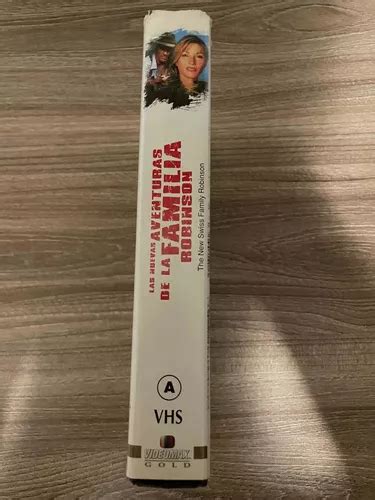 LAS NUEVAS AVENTURAS
DE LA FAMILIA
ROBINSON
The New Swiss Family Robinson
A
VHS
VIDEOMAX
GOLD